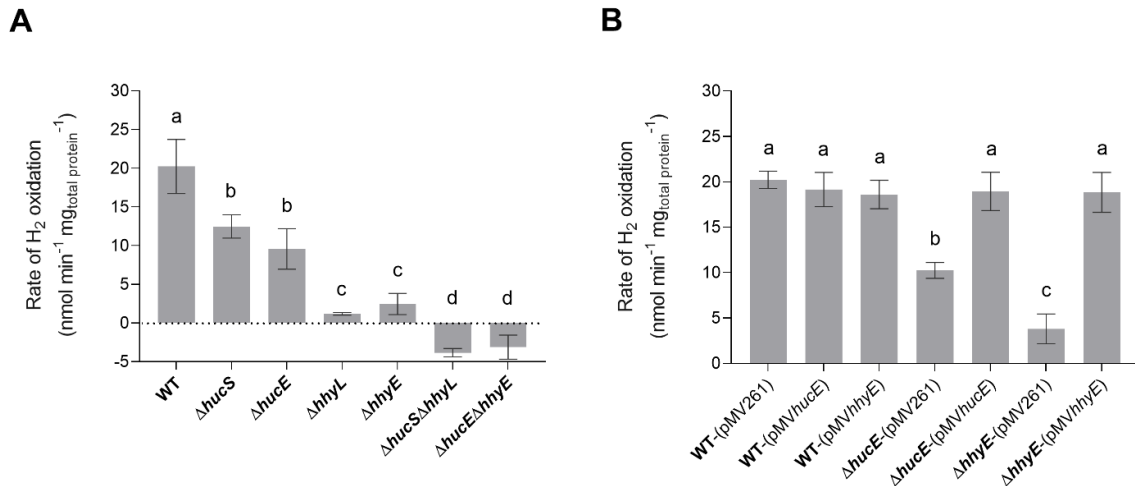 A
Rate of H2 oxidation
(nmol min-1 mgtotal protein-1)
30
25
20
15
10
5
0
-5
a
b
b
c
c
d
d
WT
ΔhucS
ΔhucE
ΔhhyL
ΔhhyE
ΔhucSΔhhyL
ΔhucEΔhhyE
B
Rate of H2 oxidation
(nmol min-1 mgtotal protein-1)
30
25
20
15
10
5
0
a
a
a
b
a
c
a
WT-(pMV261)
WT-(pMVhucE)
WT-(pMVhhyE)
ΔhucE-(pMV261)
ΔhucE-(pMVhucE)
ΔhhyE-(pMV261)
ΔhhyE-(pMVhhyE)